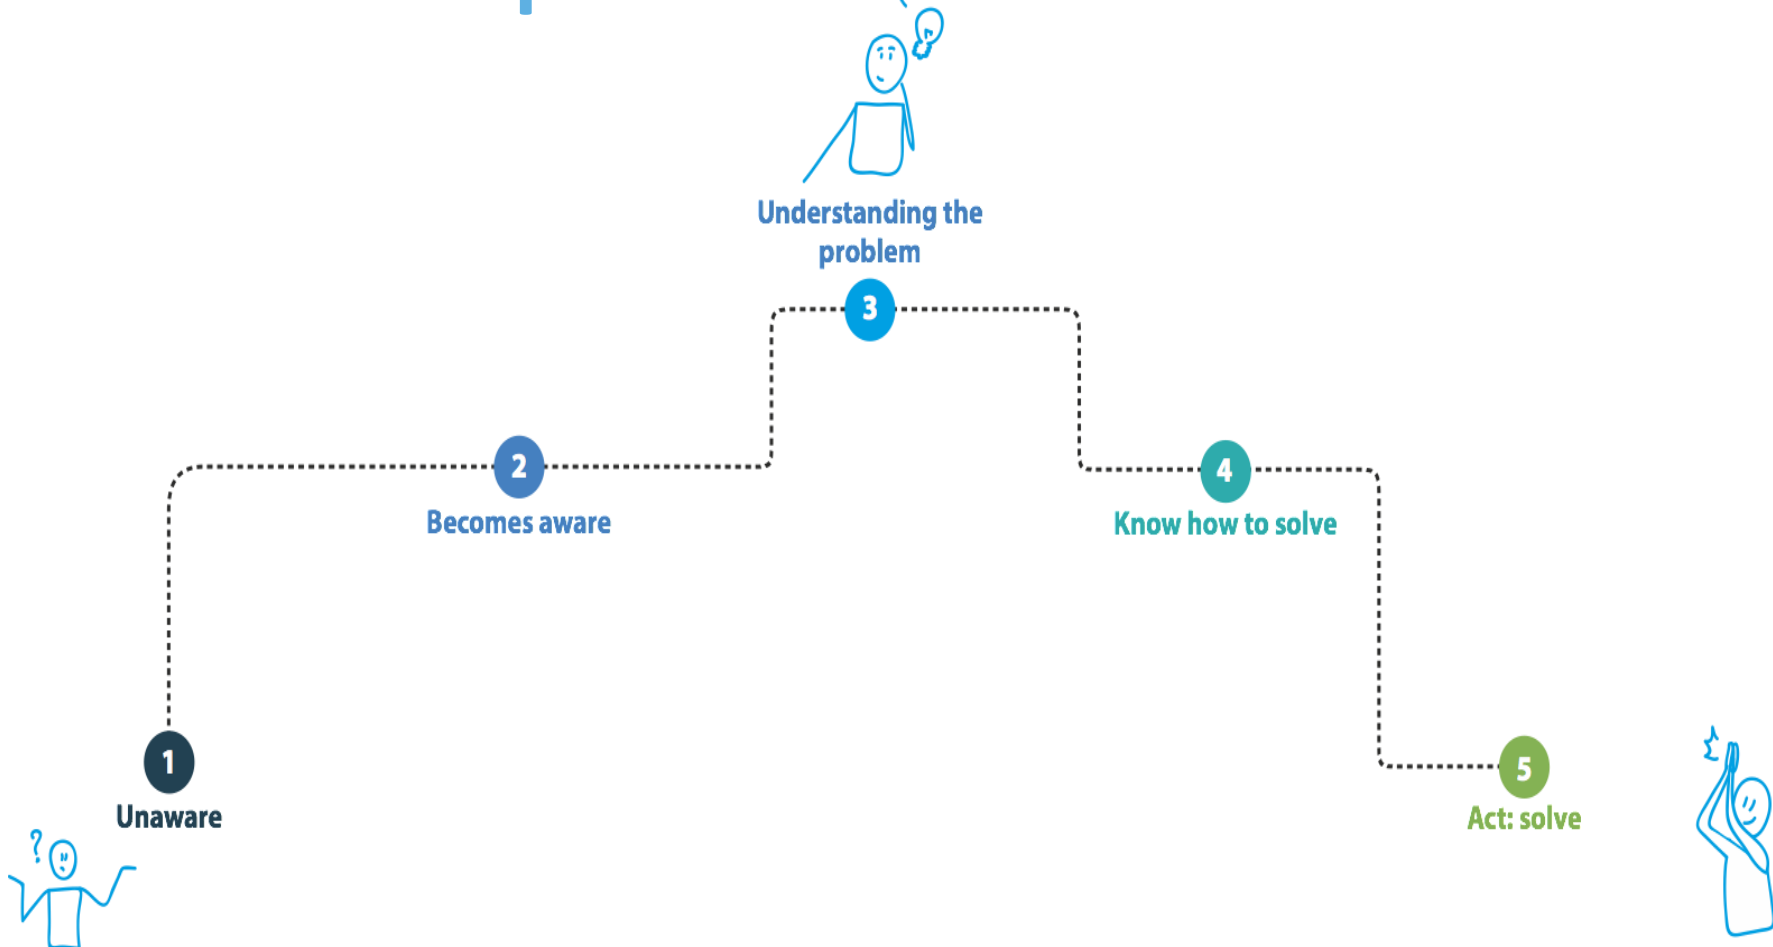 ?
Understanding the
problem
3
2
Becomes aware
4
Know how to solve
1
Unaware
5
Act: solve